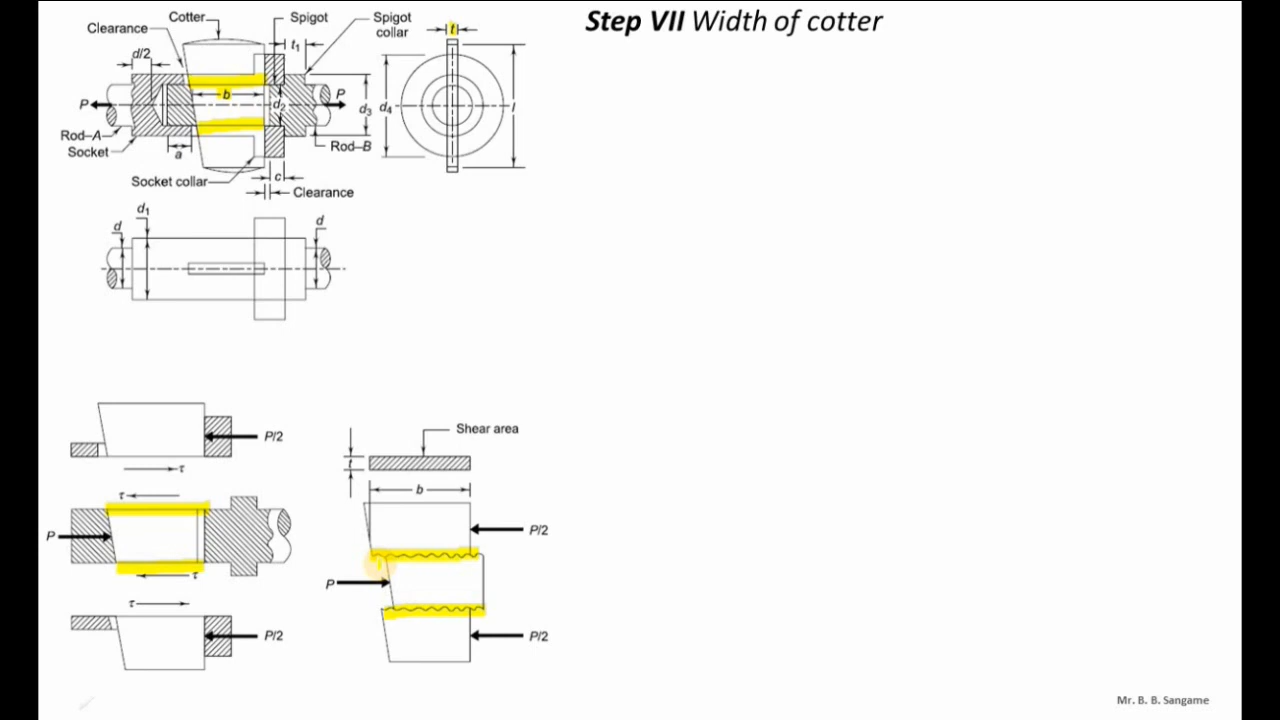 Step VII Width of cotter
Cotter
Spigot
Spigot
collar
Clearance
t
t1
d/2
P
b
d2
P
d3
d4
l
Rod–A
Socket
a
Rod–B
Socket collar
c
Clearance
d1
d
d
P/2
τ
τ
P
τ
τ
P/2
Shear area
t
b
P/2
P
P/2
Mr. B. B. Sangame